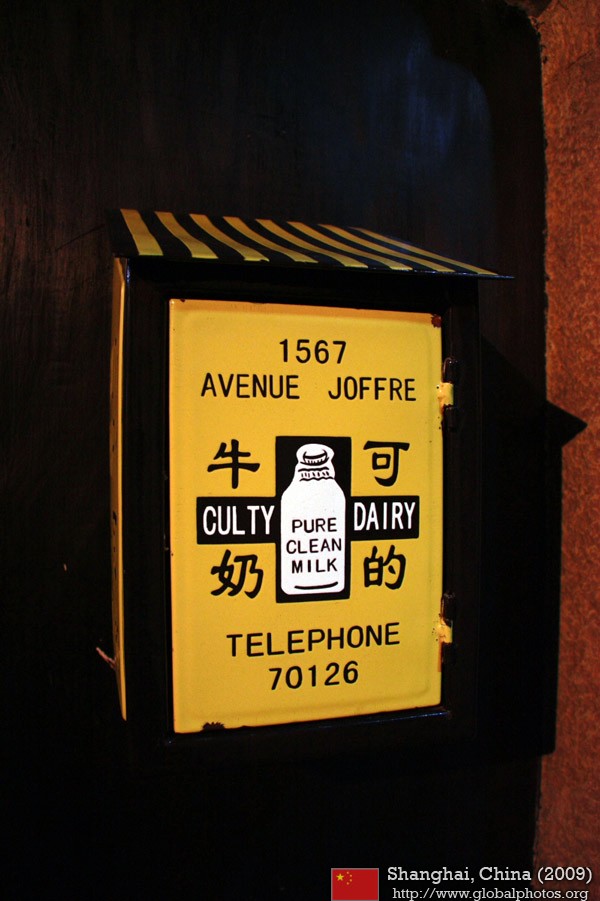 1567
AVENUE JOFFRE
牛 可
CULTY DAIRY
PURE
CLEAN
MILK
奶 的
TELEPHONE
70126
Shanghai, China (2009)
http://www.globalphotos.org